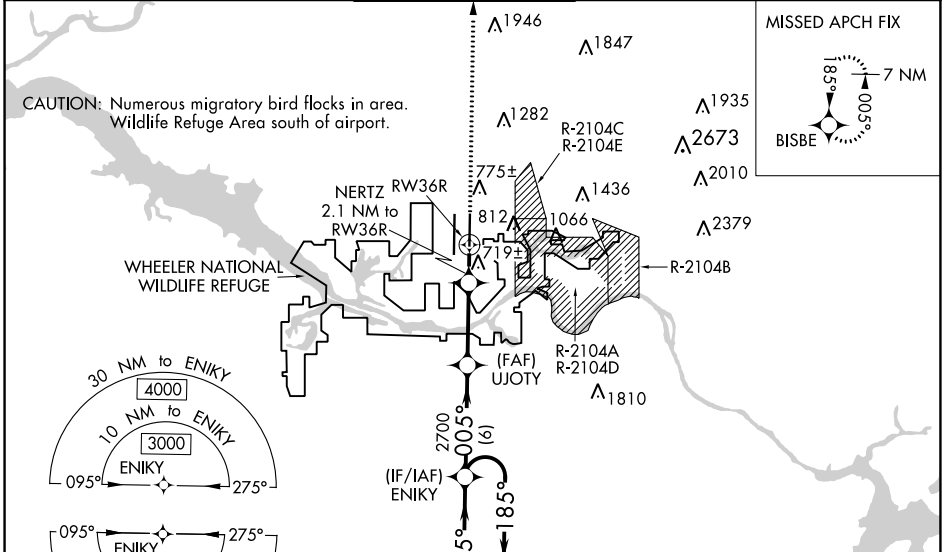 1946
1847
MISSED APCH FIX
185°
7 NM
005°
BISBE
CAUTION: Numerous migratory bird flocks in area.
Wildlife Refuge Area south of airport.
1282
1935
R-2104C
R-2104E
2673
775±
2010
NERTZ
2.1 NM to
RW36R
RW36R
1436
812
1066
2379
719±
WHEELER NATIONAL
WILDLIFE REFUGE
R-2104B
(FAF)
UJOTY
R-2104A
R-2104D
1810
30 NM to ENIKY
4000
10 NM to ENIKY
3000
ENIKY
095°
275°
2700
005°
(6)
(IF/IAF)
ENIKY
185°
095°
275°
ENIKY
5°